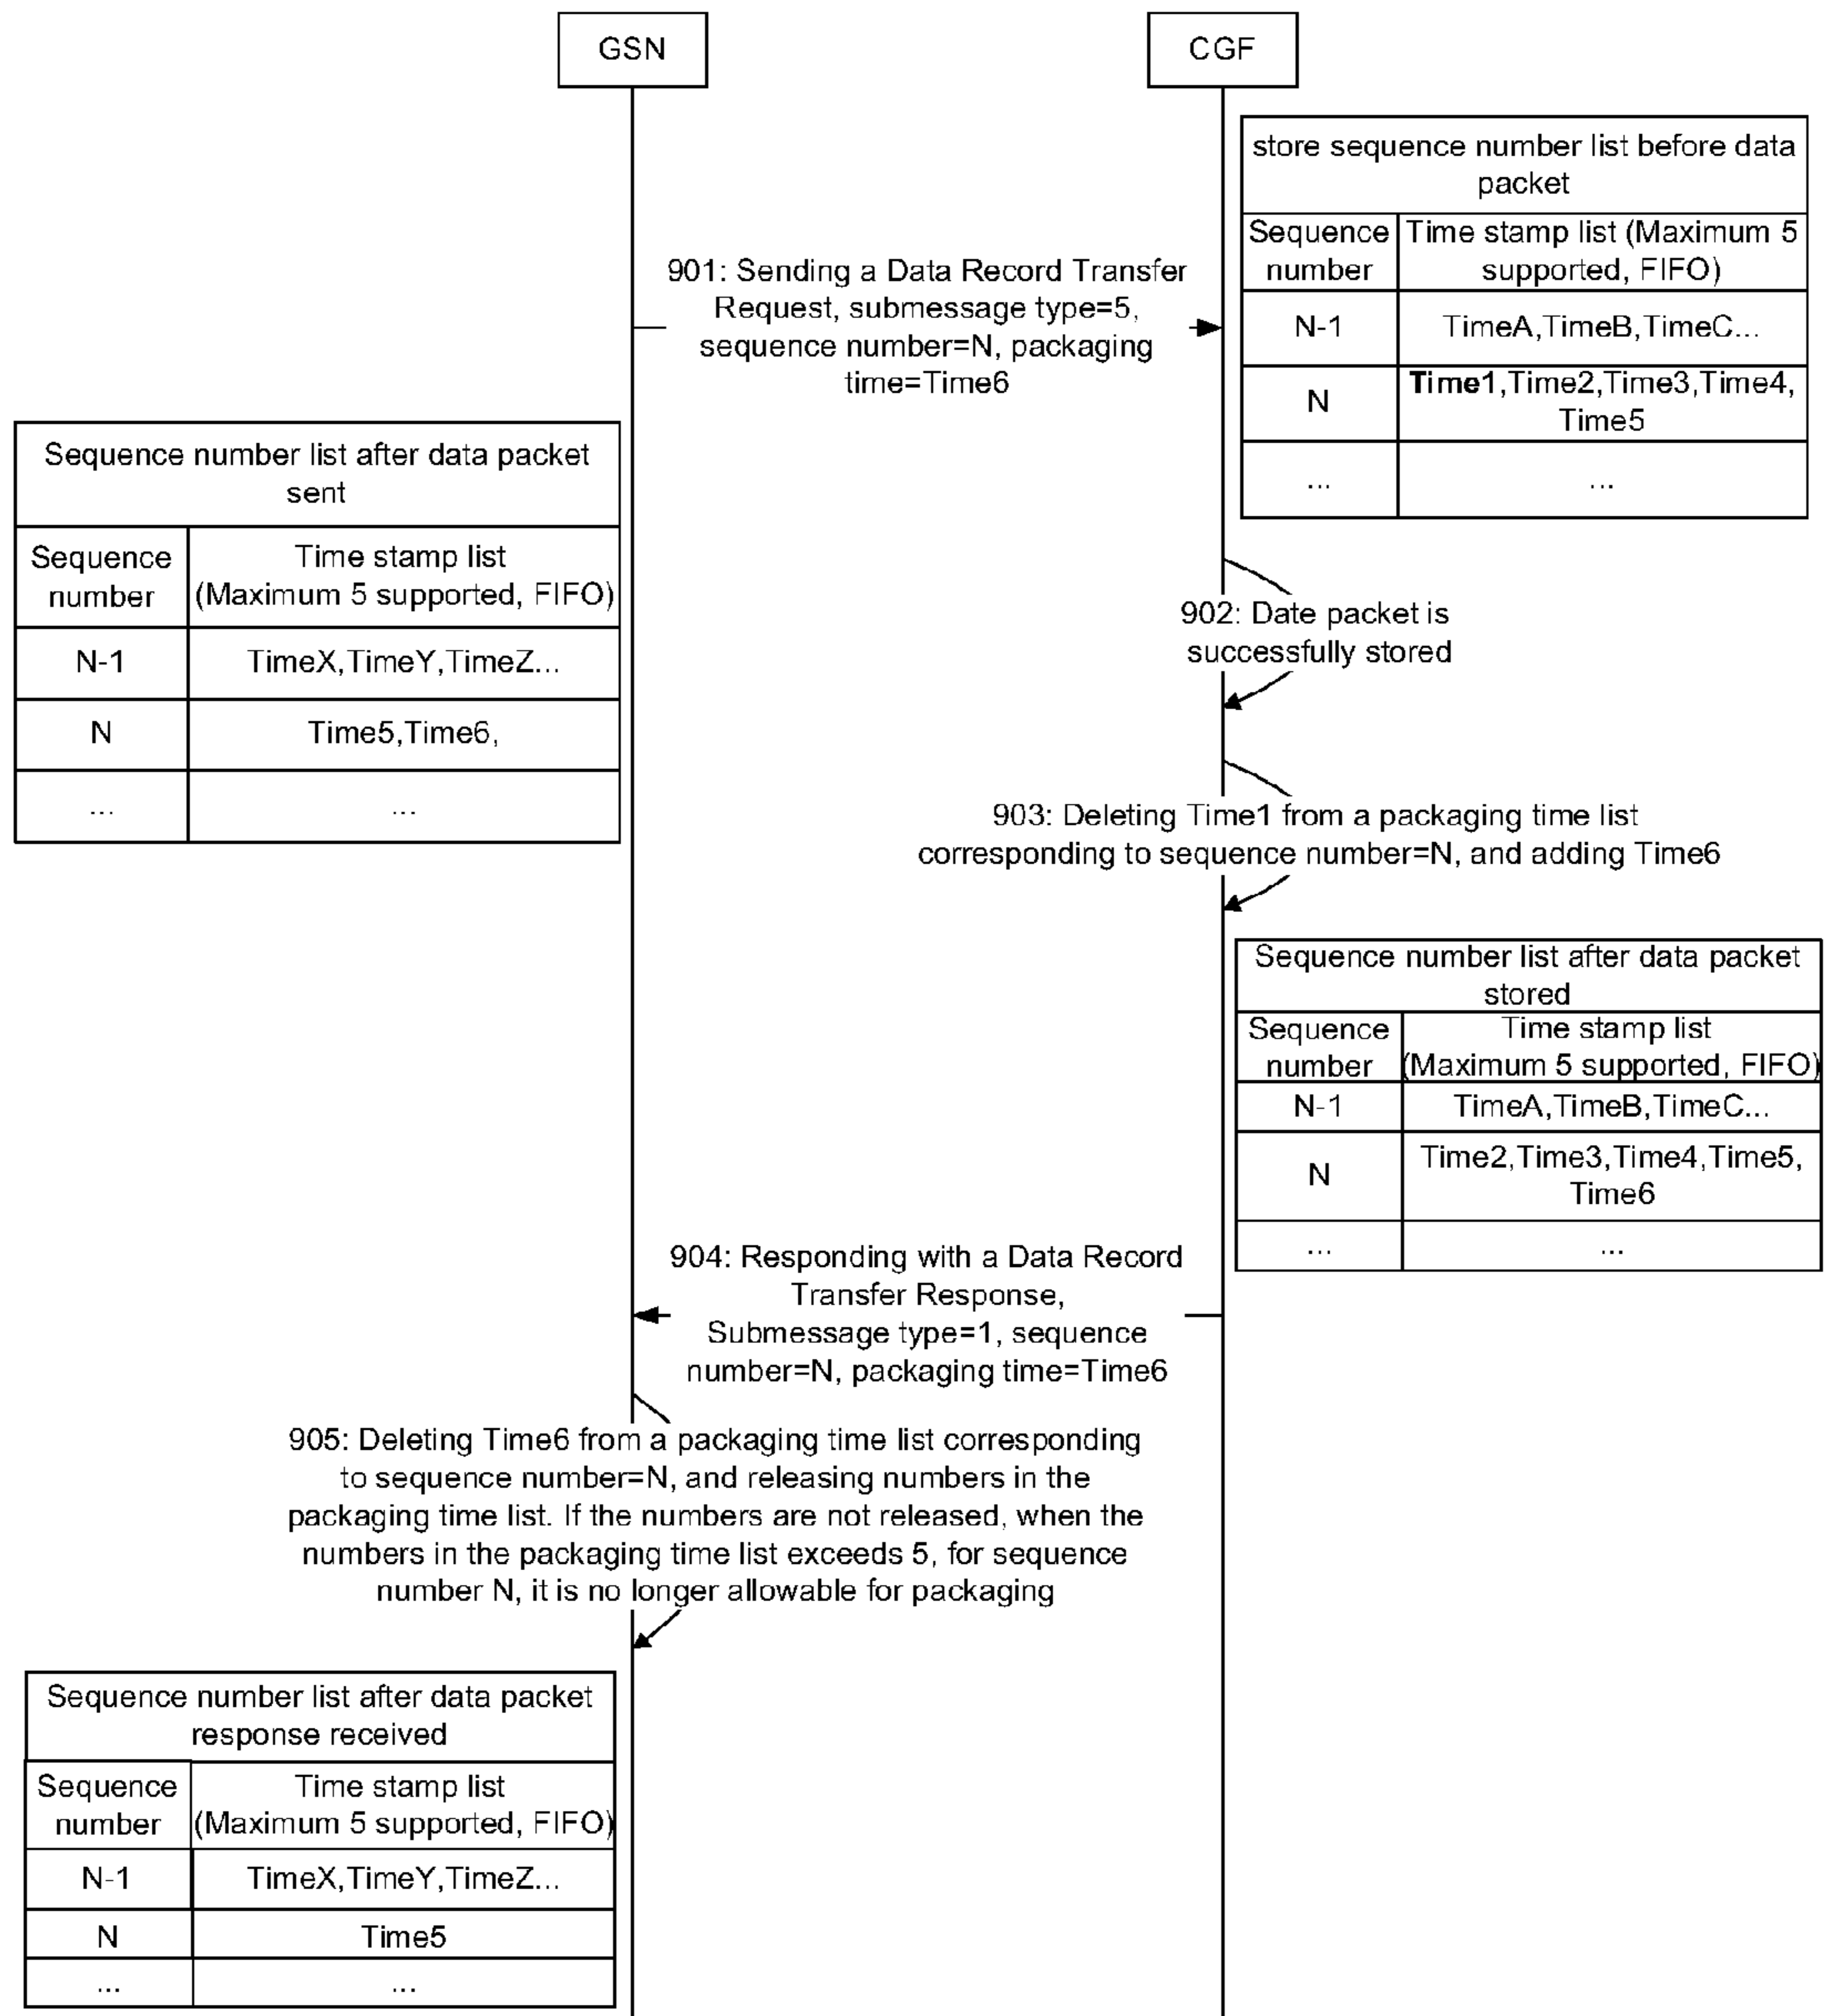 GSN
CGF
store sequence number list before data
packet
Sequence
number
Time stamp list (Maximum 5
supported, FIFO)
N-1
TimeA,TimeB,TimeC...
N
Time1,Time2,Time3,Time4,
Time5
...
...
901: Sending a Data Record Transfer
Request, submessage type=5,
sequence number=N, packaging
time=Time6
Sequence number list after data packet
sent
Sequence
number
Time stamp list
(Maximum 5 supported, FIFO)
N-1
TimeX,TimeY,TimeZ...
N
Time5,Time6,
...
...
902: Date packet is
successfully stored
903: Deleting Time1 from a packaging time list
corresponding to sequence number=N, and adding Time6
Sequence number list after data packet
stored
Sequence
number
Time stamp list
(Maximum 5 supported, FIFO)
N-1
TimeA,TimeB,TimeC...
N
Time2,Time3,Time4,Time5,
Time6
...
...
904: Responding with a Data Record
Transfer Response,
Submessage type=1, sequence
number=N, packaging time=Time6
905: Deleting Time6 from a packaging time list corresponding
to sequence number=N, and releasing numbers in the
packaging time list. If the numbers are not released, when the
numbers in the packaging time list exceeds 5, for sequence
number N, it is no longer allowable for packaging
Sequence number list after data packet
response received
Sequence
number
Time stamp list
(Maximum 5 supported, FIFO)
N-1
TimeX,TimeY,TimeZ...
N
Time5
...
...